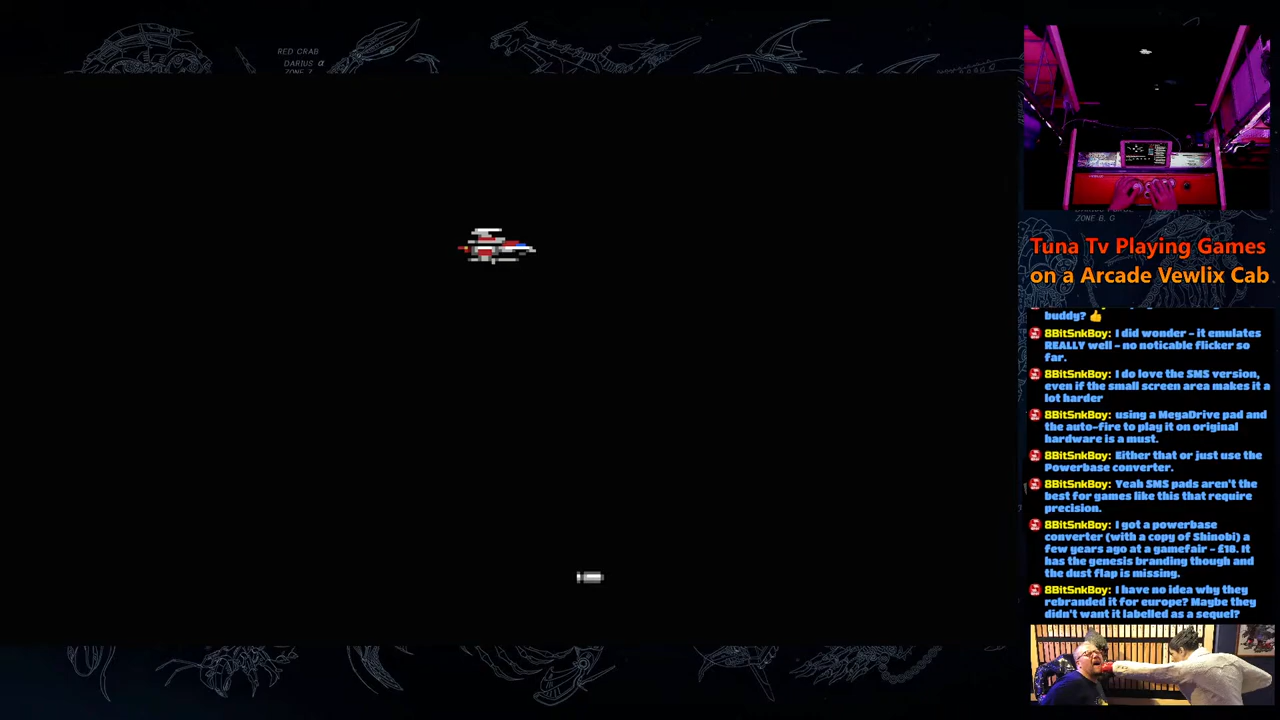 RED CRAB
DARIUS α
ZONE Z
ZONE B. G
Tuna Tv Playing Games
on a Arcade Vewlix Cab
buddy? 👍
8BitSnkBoy: I did wonder - it emulates
REALLY well - no noticable flicker so
far.
8BitSnkBoy: I do love the SMS version,
even if the small screen area makes it a
lot harder
8BitSnkBoy: using a MegaDrive pad and
the auto-fire to play it on original
hardware is a must.
8BitSnkBoy: Either that or just use the
Powerbase converter.
8BitSnkBoy: Yeah SMS pads aren't the
best for games like this that require
precision.
8BitSnkBoy: I got a powerbase
converter (with a copy of Shinobi) a
few years ago at a gamefair - £18. It
has the genesis branding though and
the dust flap is missing.
8BitSnkBoy: I have no idea why they
rebranded it for europe? Maybe they
didn't want it labelled as a sequel?